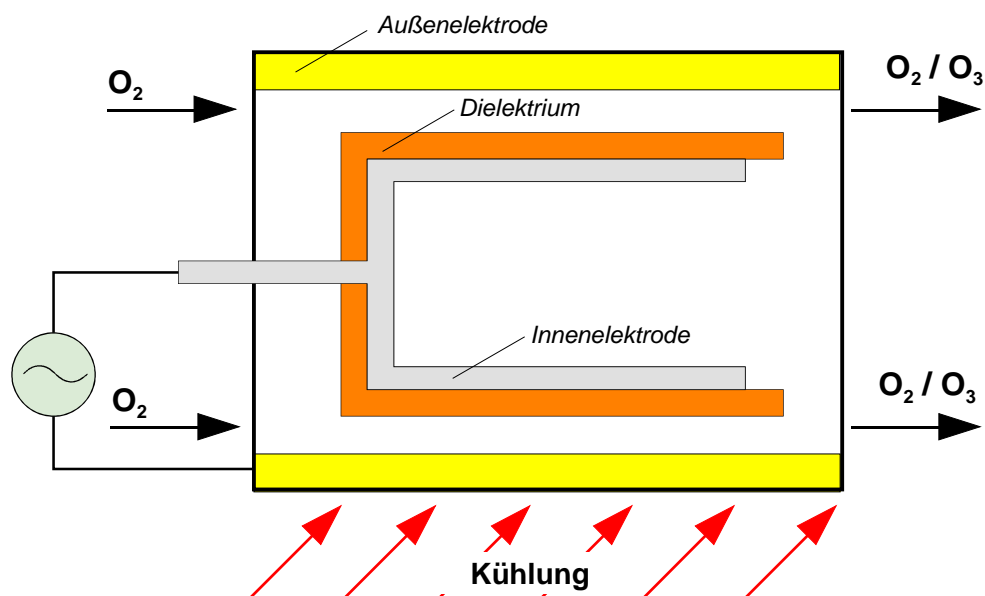 Außenelektrode
O₂
O₂ / O₃
Dielektrium
Innenelektrode
O₂
O₂ / O₃
Kühlung